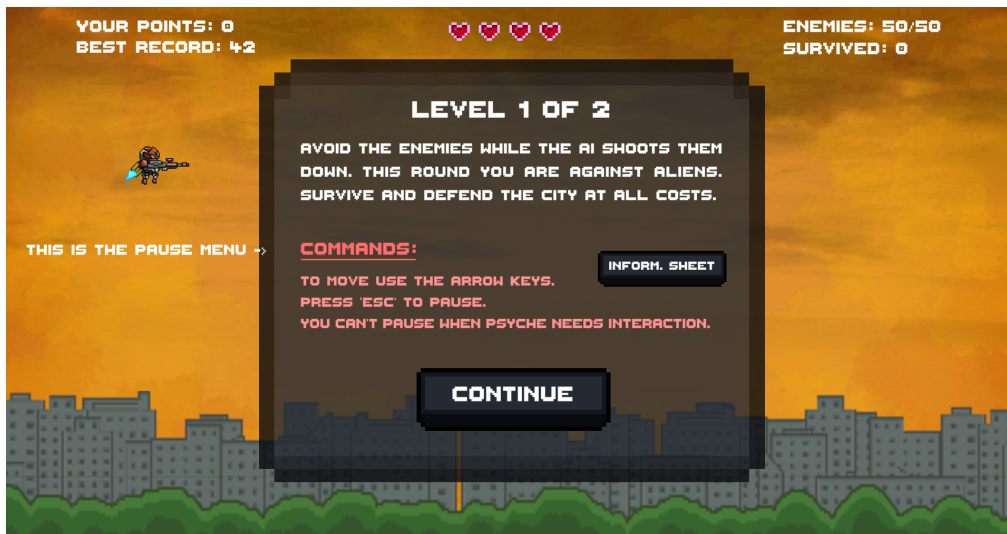 YOUR POINTS: 0
BEST RECORD: 42
ENEMIES: 50/50
SURVIVED: 0
LEVEL 1 OF 2
AVOID THE ENEMIES WHILE THE AI SHOOTS THEM
DOWN. THIS ROUND YOU ARE AGAINST ALIENS.
SURVIVE AND DEFEND THE CITY AT ALL COSTS.
THIS IS THE PAUSE MENU ->
COMMANDS:
INFORM. SHEET
TO MOVE USE THE ARROW KEYS.
PRESS 'ESC' TO PAUSE.
YOU CAN'T PAUSE WHEN PSYCHE NEEDS INTERACTION.
CONTINUE